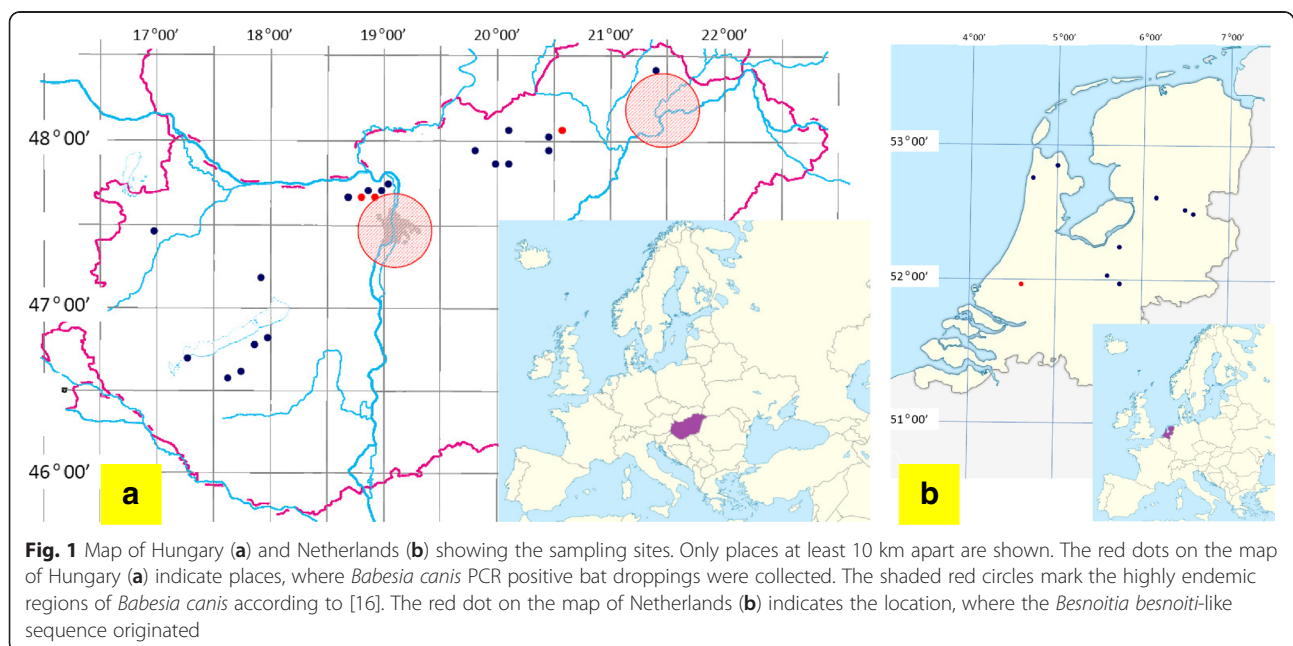 17°00′ 18°00′ 19°00′ 20°00′ 21°00′ 22°00′
48°00′
47°00′
46°00′
a
4°00′ 5°00′ 6°00′ 7°00′
53°00′
52°00′
51°00′
b
Fig. 1 Map of Hungary (a) and Netherlands (b) showing the sampling sites. Only places at least 10 km apart are shown. The red dots on the map
of Hungary (a) indicate places, where Babesia canis PCR positive bat droppings were collected. The shaded red circles mark the highly endemic
regions of Babesia canis according to [16]. The red dot on the map of Netherlands (b) indicates the location, where the Besnoitia besnoiti-like
sequence originated